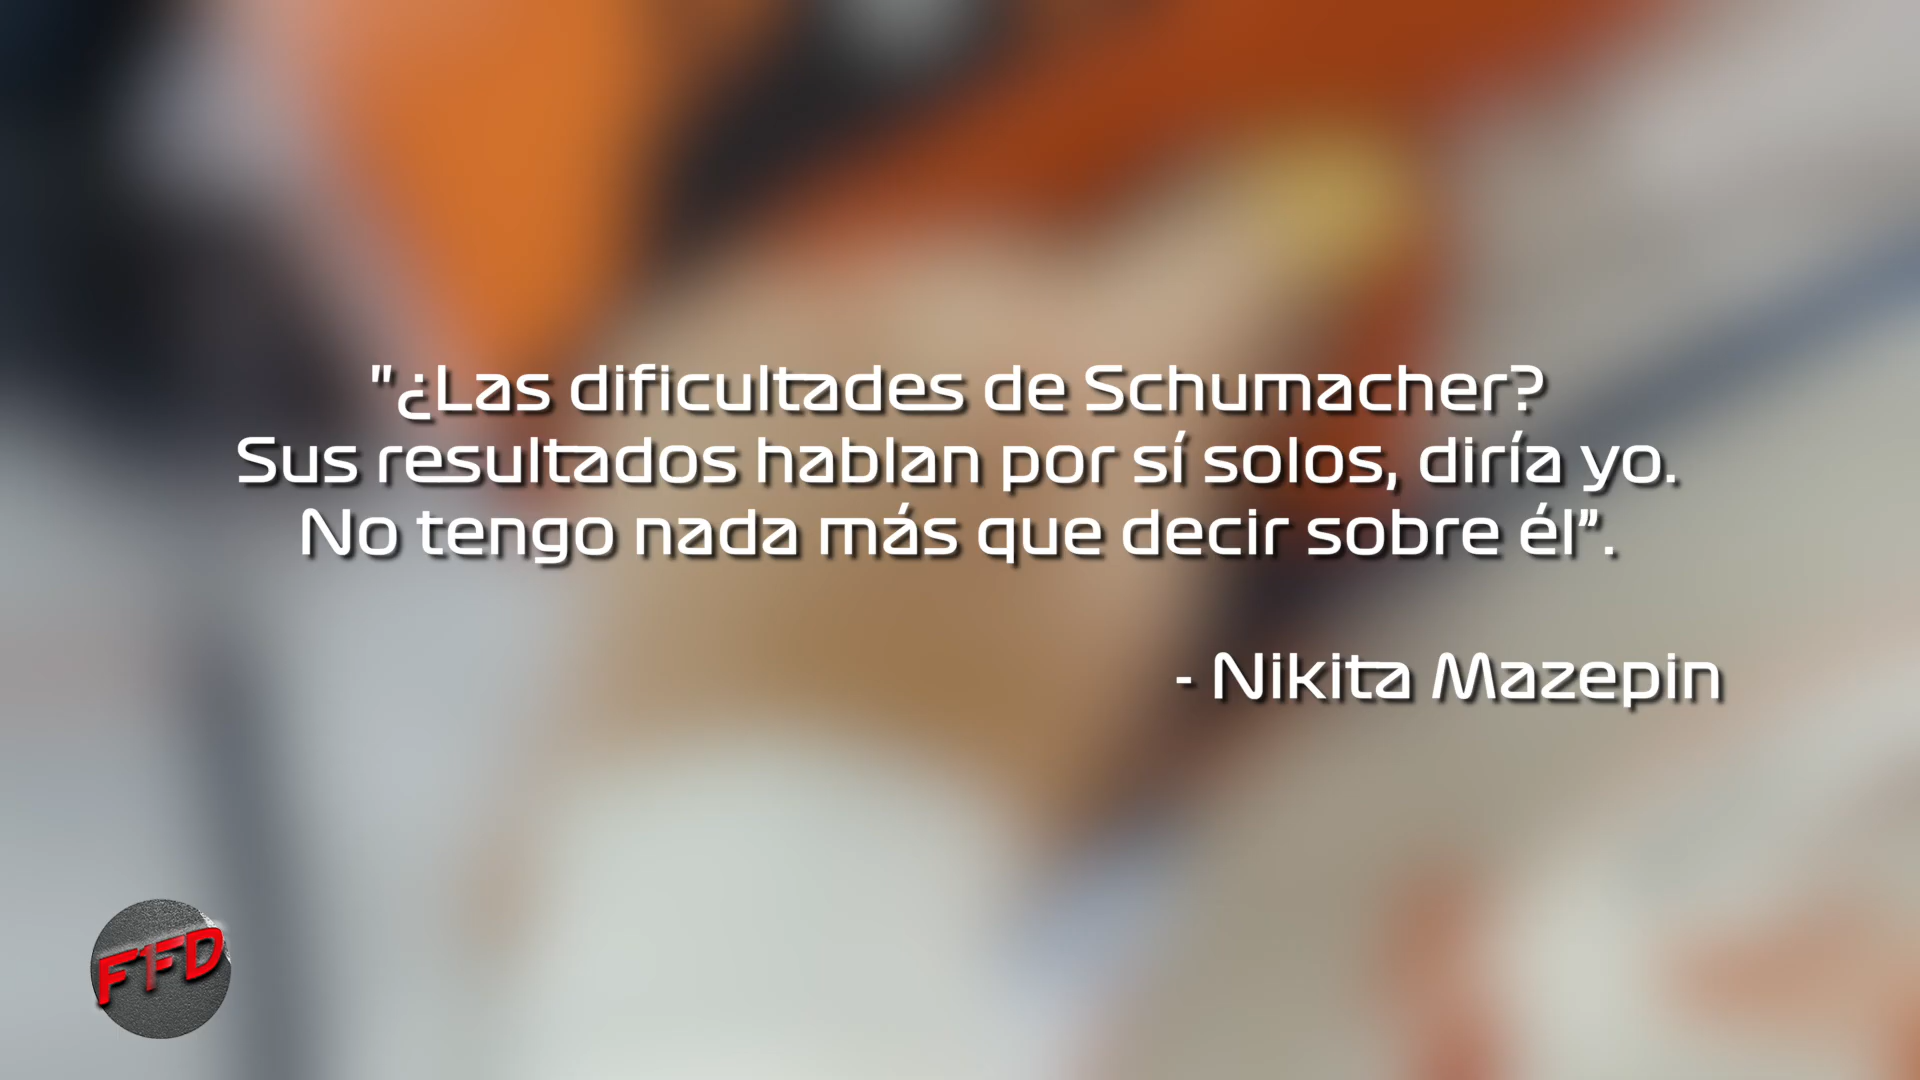 "¿Las dificultades de Schumacher?
Sus resultados hablan por sí solos, diría yo.
No tengo nada más que decir sobre él”.
- Nikita Mazepin
F1FD